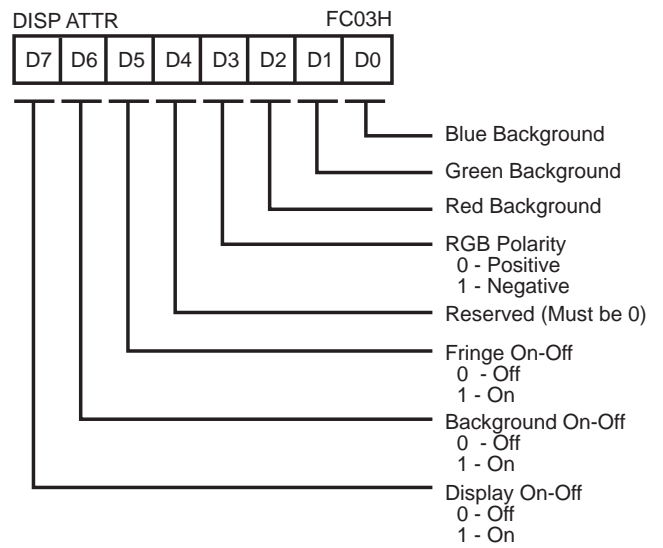 DISP ATTR FC03H
D7 D6 D5 D4 D3 D2 D1 D0
Blue Background
Green Background
Red Background
RGB Polarity
0 - Positive
1 - Negative
Reserved (Must be 0)
Fringe On-Off
0 - Off
1 - On
Background On-Off
0 - Off
1 - On
Display On-Off
0 - Off
1 - On